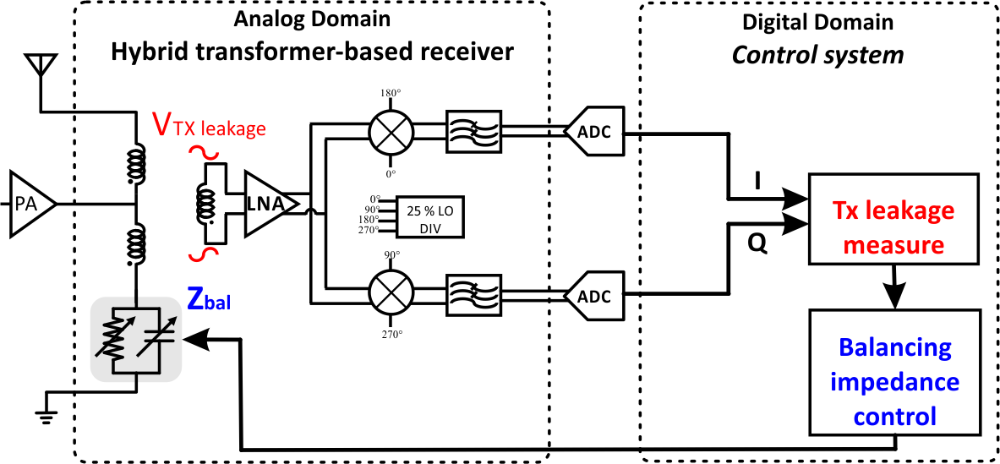 Analog Domain
Hybrid transformer-based receiver
Digital Domain
Control system
V TX leakage
180°
0°
ADC
PA
LNA
0°
90°
180°
270°
25 % LO
DIV
I
Q
Tx leakage
measure
90°
270°
ADC
Zbal
Balancing
impedance
control